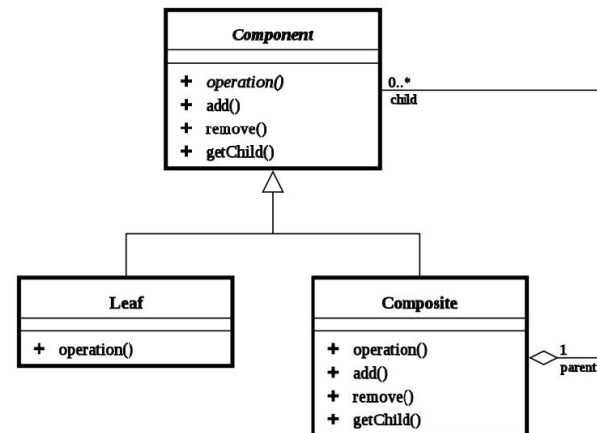 Component
+ operation()
+ add()
+ remove()
+ getChild()
0..*
child
Leaf
+ operation()
Composite
+ operation()
+ add()
+ remove()
+ getChild()
1
parent